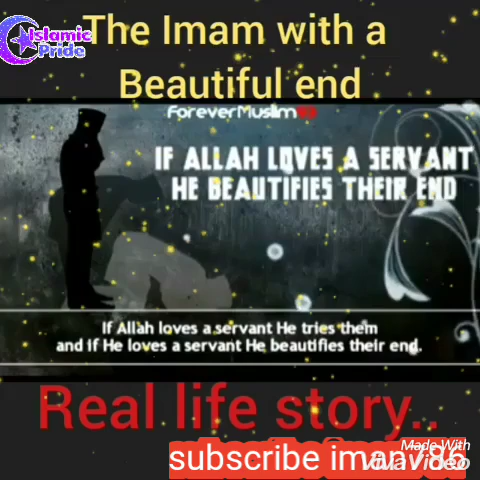 The Imam with a
Islamic
Pride
Beautiful end
ForeverMuslim
IF ALLAH LOVES A SERVANT
HE BEAUTIFIES THEIR END
If Allah loves a servant He tries them
and if He loves a servant He beautifies their end.
Real life story..
subscribe iman786
Made With
VivaVideo